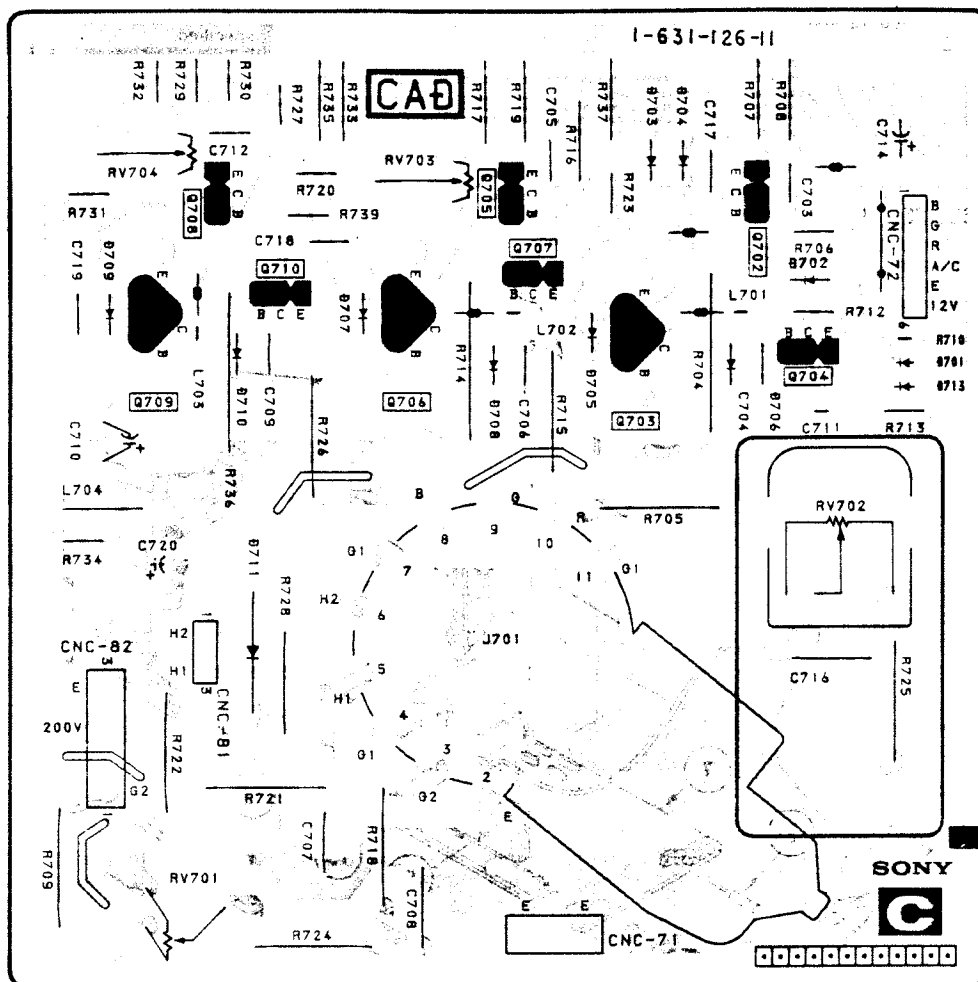 1-631-126-11
R732
R729
R730
R727
R735
R733
CAD
R717
R719
C705
R716
R737
D703
D704
C717
R707
R708
C714
+
RV704
C712
E
C
B
Q708
R720
R739
RV703
E
C
B
Q705
R723
E
C
B
Q702
C703
R706
D702
R731
C719
D709
C718
Q710
B C E
Q707
B C E
L701
R712
CNC-72
1
B
G
R
A/C
E
12V
6
R710
D701
D713
E
C
B
Q709
L703
D710
C709
D707
E
C
B
Q706
R714
L702
D708
C706
R715
D705
E
C
B
Q703
R704
C704
D706
B C E
Q704
C711
R713
C710
+
R726
R736
L704
R734
C720
+
D711
R728
R705
RV702
B
G
R
G1
8
9
10
11
G1
7
H2
6
J701
5
H1
4
G1
3
2
G2
E
CNC-82
3
E
200V
1
G2
1
H2
H1
3
CNC-81
R722
C716
R725
R721
C707
R718
R709
RV701
C708
R724
E E
CNC-71
SONY
C